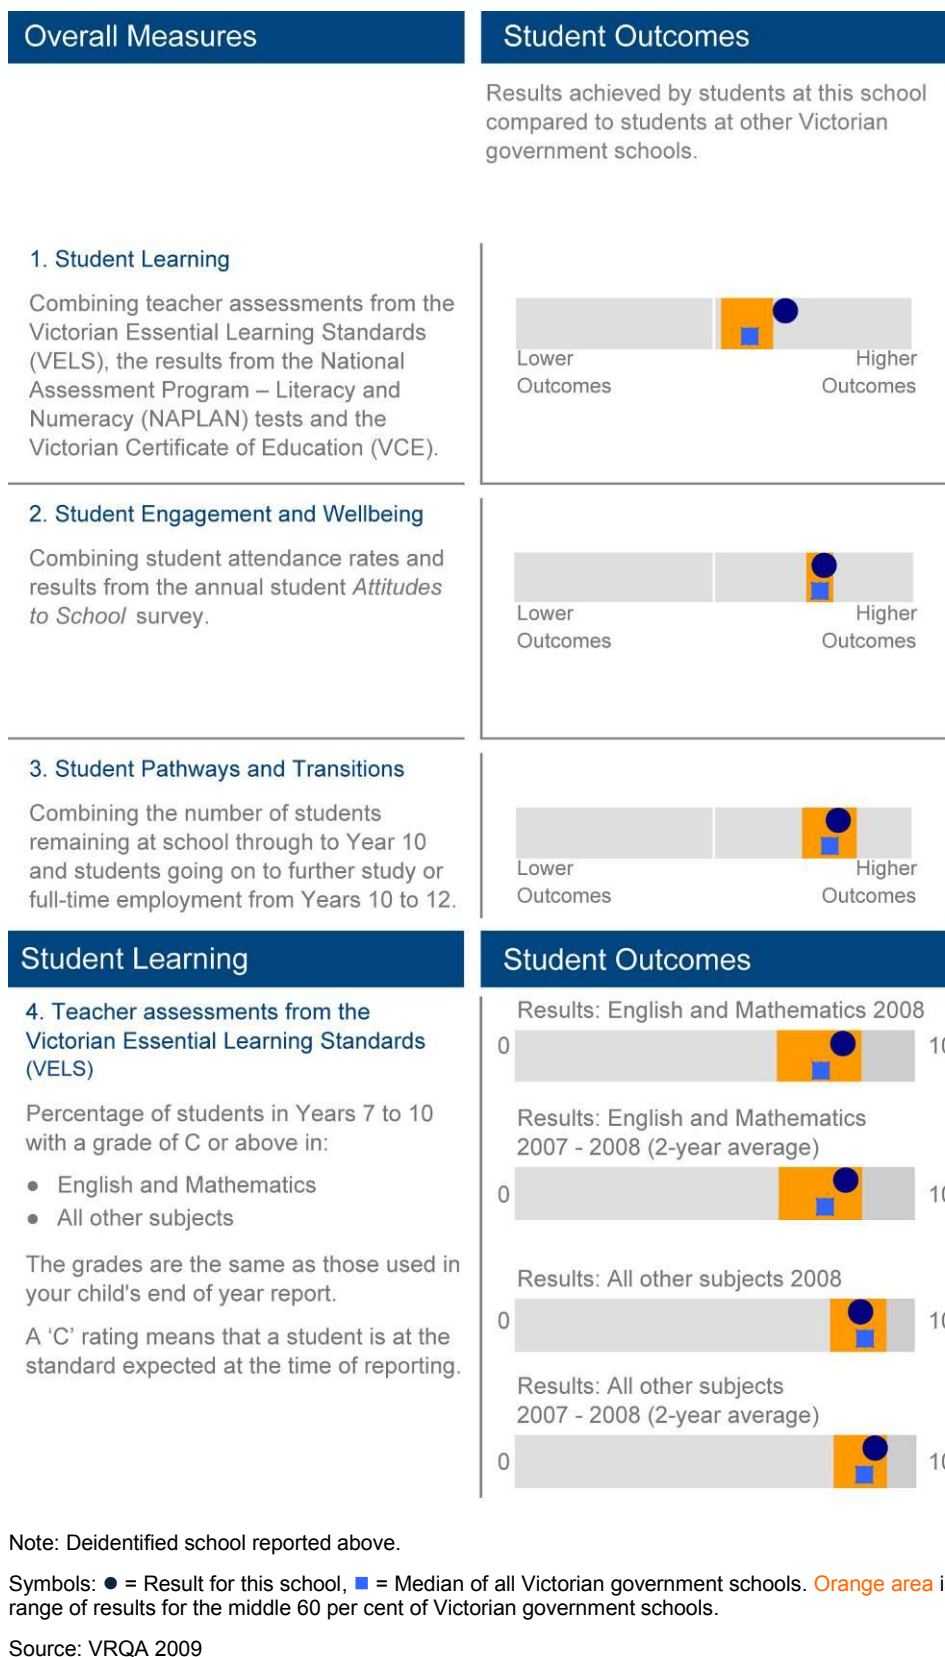 Overall Measures
Student Outcomes
Results achieved by students at this school
compared to students at other Victorian
government schools.
1. Student Learning
Combining teacher assessments from the
Victorian Essential Learning Standards
(VELS), the results from the National
Assessment Program – Literacy and
Numeracy (NAPLAN) tests and the
Victorian Certificate of Education (VCE).
Lower
Outcomes
Higher
Outcomes
2. Student Engagement and Wellbeing
Combining student attendance rates and
results from the annual student Attitudes
to School survey.
Lower
Outcomes
Higher
Outcomes
3. Student Pathways and Transitions
Combining the number of students
remaining at school through to Year 10
and students going on to further study or
full-time employment from Years 10 to 12.
Lower
Outcomes
Higher
Outcomes
Student Learning
Student Outcomes
4. Teacher assessments from the
Victorian Essential Learning Standards
(VELS)
Percentage of students in Years 7 to 10
with a grade of C or above in:
● English and Mathematics
● All other subjects
The grades are the same as those used in
your child's end of year report.
A ‘C’ rating means that a student is at the
standard expected at the time of reporting.
Results: English and Mathematics 2008
0
Results: English and Mathematics
2007 - 2008 (2-year average)
0
Results: All other subjects 2008
0
Results: All other subjects
2007 - 2008 (2-year average)
0
Note: Deidentified school reported above.
Symbols: ● = Result for this school, ■ = Median of all Victorian government schools. Orange area
range of results for the middle 60 per cent of Victorian government schools.
Source: VRQA 2009